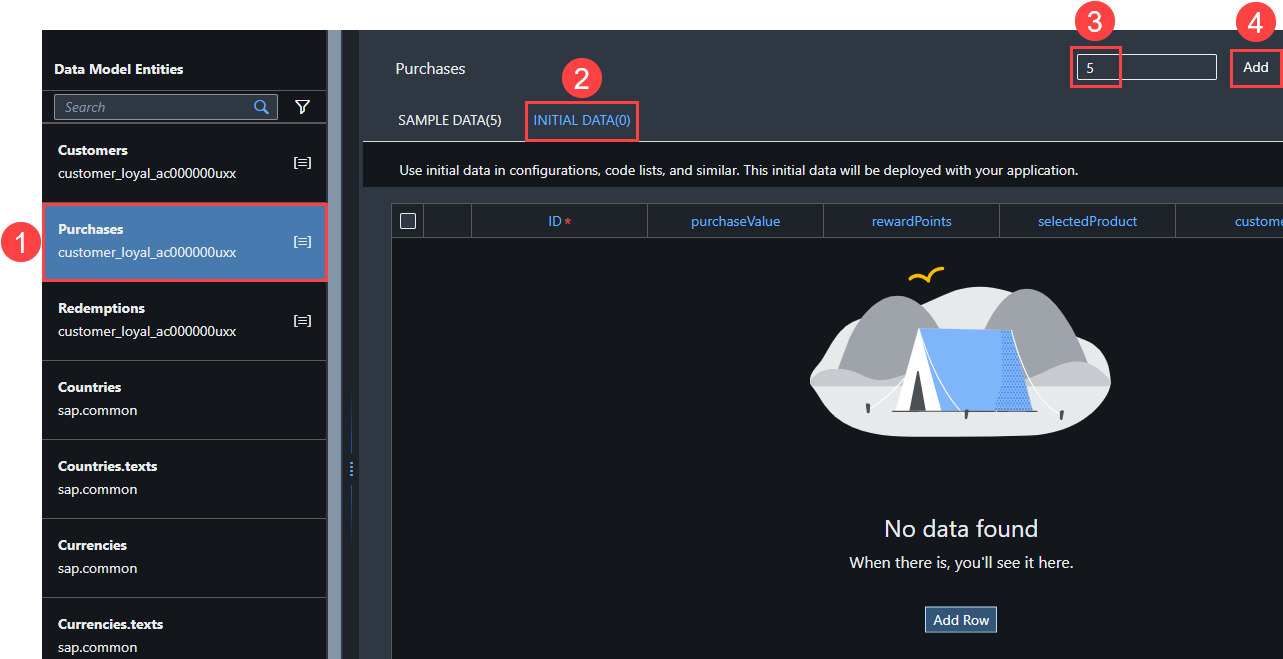 3
4
Data Model Entities
Purchases
5
Add
2
Search
SAMPLE DATA(5)
INITIAL DATA(0)
Customers
customer_loyal_ac000000uxx
Use initial data in configurations, code lists, and similar. This initial data will be deployed with your application.
1
Purchases
customer_loyal_ac000000uxx
ID*
purchaseValue
rewardPoints
selectedProduct
custome
Redemptions
customer_loyal_ac000000uxx
Countries
sap.common
Countries.texts
sap.common
Currencies
sap.common
Currencies.texts
sap.common
No data found
When there is, you'll see it here.
Add Row